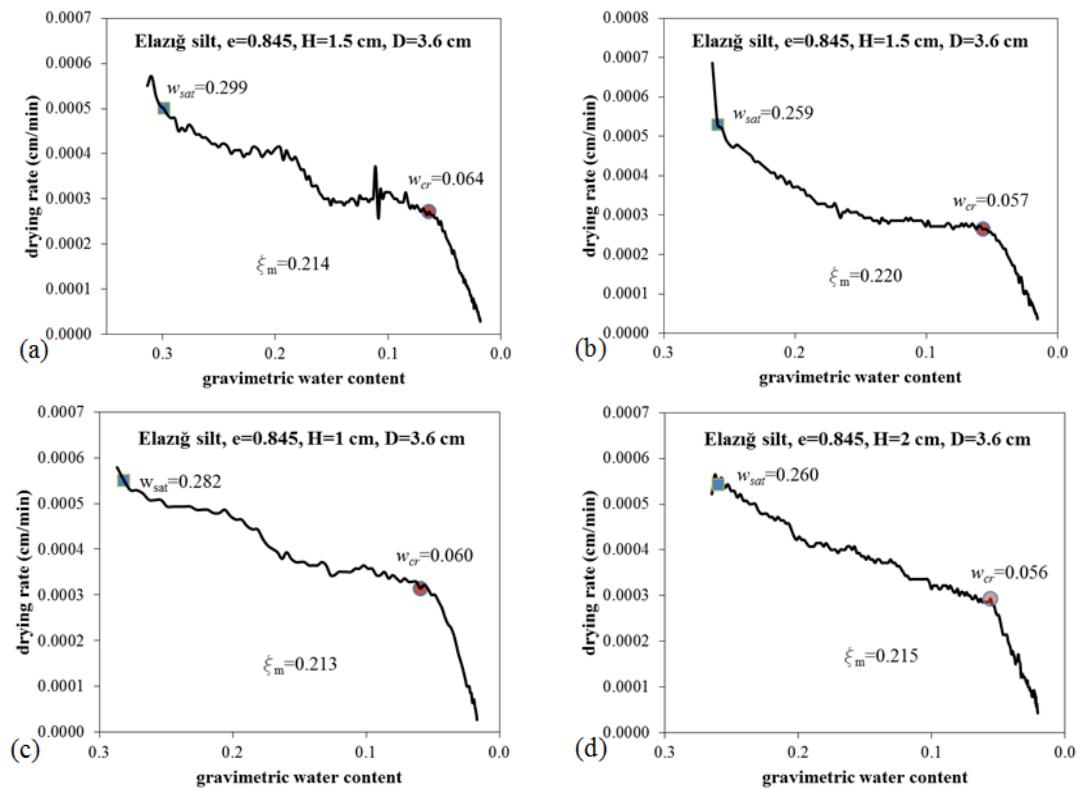 0.0007
Elazığ silt, e=0.845, H=1.5 cm, D=3.6 cm
0.0006
wsat=0.299
0.0005
0.0004
wcr=0.064
0.0003
0.0002
ξm=0.214
0.0001
0.0000
drying rate (cm/min)
0.3 0.2 0.1 0.0
gravimetric water content
(a)
0.0008
Elazığ silt, e=0.845, H=1.5 cm, D=3.6 cm
0.0007
0.0006
wsat=0.259
0.0005
0.0004
wcr=0.057
0.0003
0.0002
ξm=0.220
0.0001
0.0000
drying rate (cm/min)
0.2 0.1 0.0
gravimetric water content
(b)
0.0007
Elazığ silt, e=0.845, H=1 cm, D=3.6 cm
0.0006
wsat=0.282
0.0005
0.0004
wcr=0.060
0.0003
0.0002
ξm=0.213
0.0001
0.0000
drying rate (cm/min)
0.3 0.2 0.1 0.0
gravimetric water content
(c)
0.0007
Elazığ silt, e=0.845, H=2 cm, D=3.6 cm
0.0006
wsat=0.260
0.0005
0.0004
wcr=0.056
0.0003
0.0002
ξm=0.215
0.0001
0.0000
drying rate (cm/min)
0.3 0.2 0.1 0.0
gravimetric water content
(d)